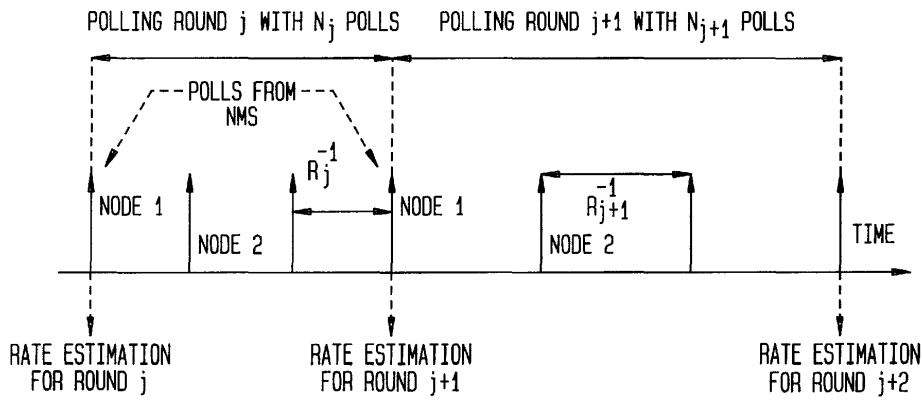 POLLING ROUND j WITH Nj POLLS
POLLING ROUND j+1 WITH Nj+1 POLLS
POLLS FROM
NMS
Rj^-1
Rj+1^-1
NODE 1
NODE 2
NODE 1
NODE 2
TIME
RATE ESTIMATION
FOR ROUND j
RATE ESTIMATION
FOR ROUND j+1
RATE ESTIMATION
FOR ROUND j+2